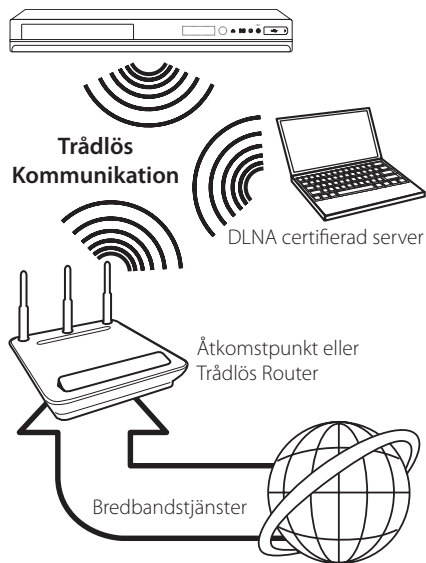 Trådlös
Kommunikation
DLNA certifierad server
Åtkomstpunkt eller
Trådlös Router
Bredbandstjänster